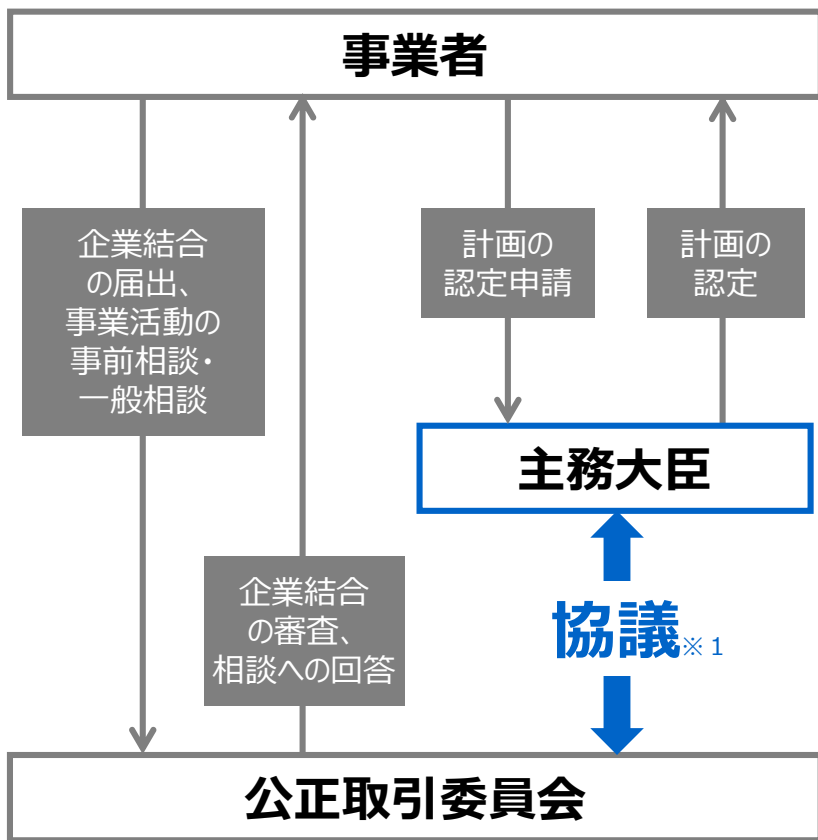 事業者
企業結合
の届出、
事業活動の
事前相談・
一般相談
計画の
認定申請
計画の
認定
主務大臣
企業結合
の審査、
相談への回答
協議※１
公正取引委員会